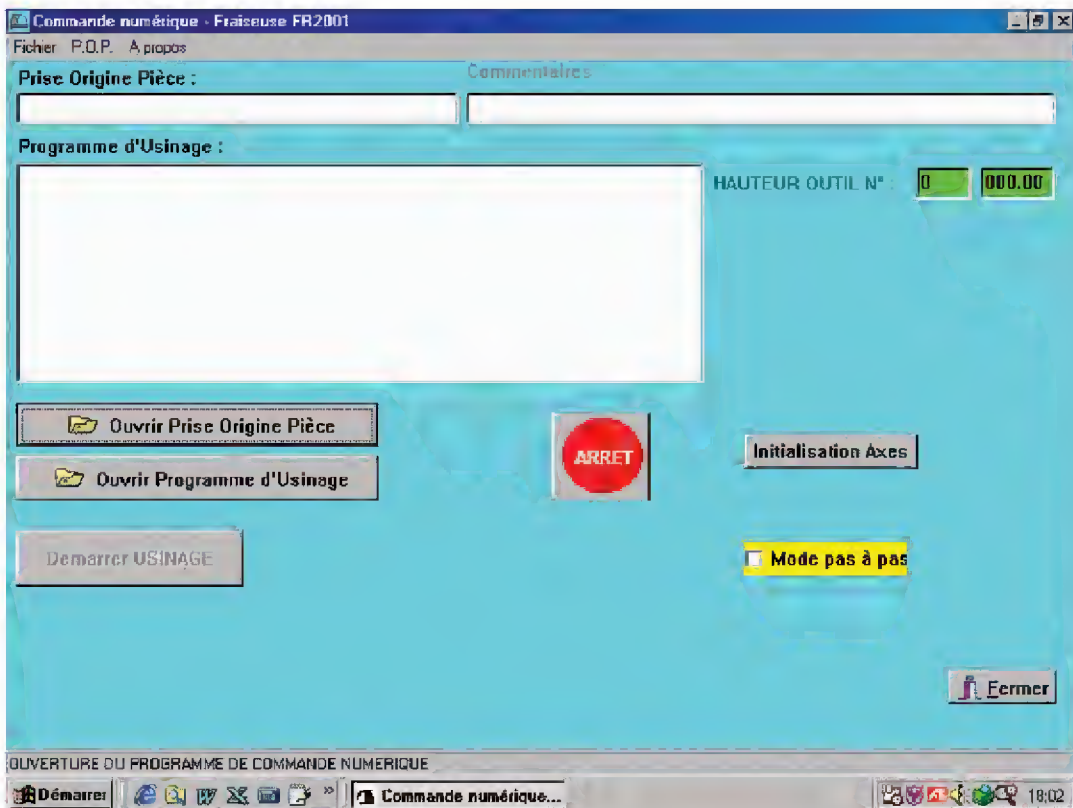 Commande numérique - Fraiseuse FR2001
Fichier P.O.P. A propos
Prise Origine Pièce :
Commentaires
Programme d'Usinage :
HAUTEUR OUTIL N° : 0 000.00
Ouvrir Prise Origine Pièce
ARRET
Initialisation Axes
Ouvrir Programme d'Usinage
Demarrer USINAGE
Mode pas à pas
Fermer
OUVERTURE DU PROGRAMME DE COMMANDE NUMERIQUE
Démarrer
»
Commande numérique...
18:02